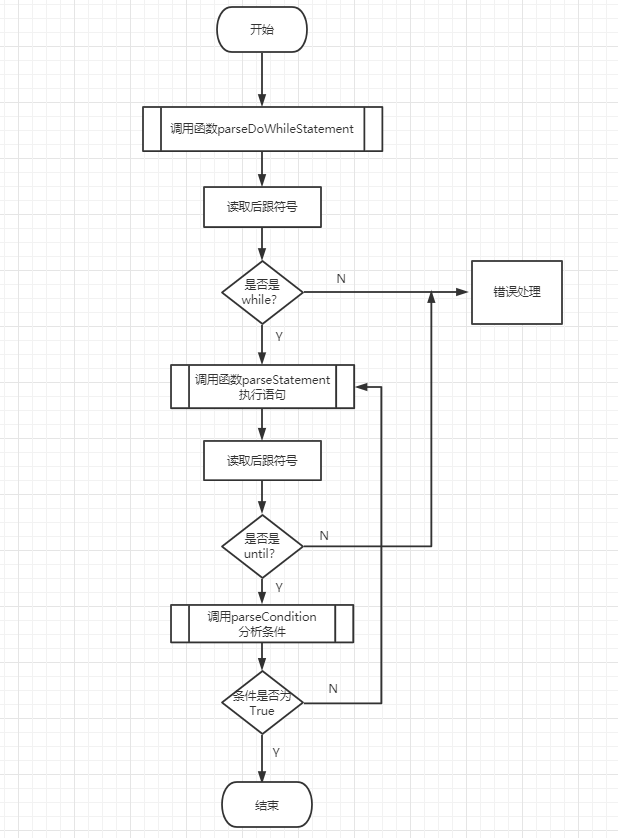 开始
调用函数parseDoWhileStatement
读取后跟符号
是否是
while?
N
错误处理
Y
调用函数parseStatement
执行语句
读取后跟符号
是否是
until?
N
Y
调用parseCondition
分析条件
条件是否为
True
N
Y
结束